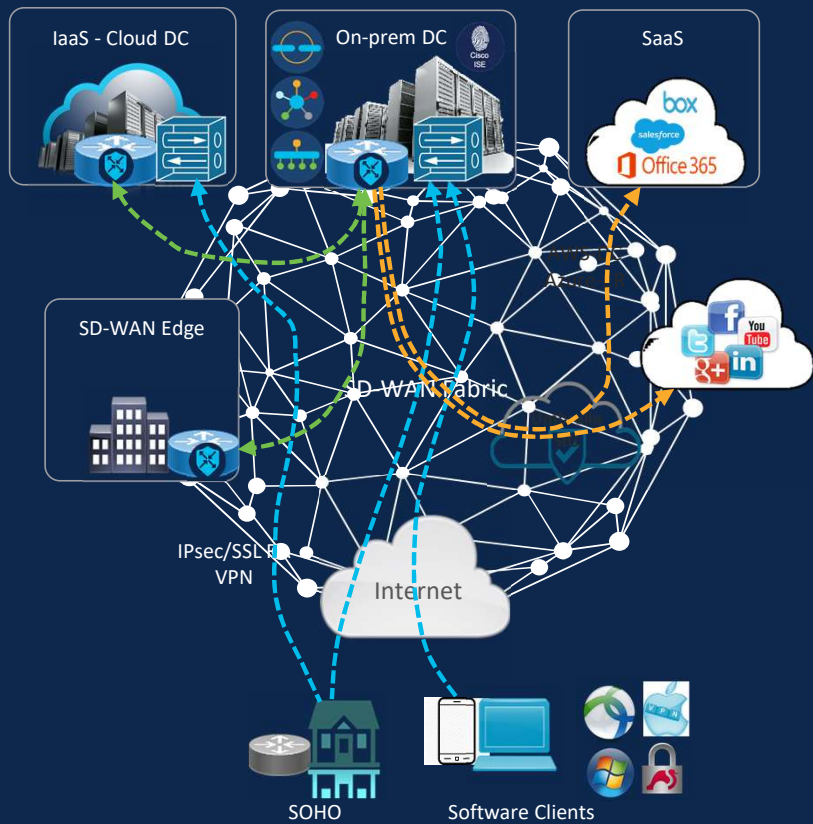 IaaS - Cloud DC
On-prem DC
Cisco
ISE
SaaS
box
salesforce
Office 365
SD-WAN Edge
f
You
Tube
t
g+
in
SD-WAN Fabric
IPsec/SSL
VPN
Internet
VPN
SOHO
Software Clients